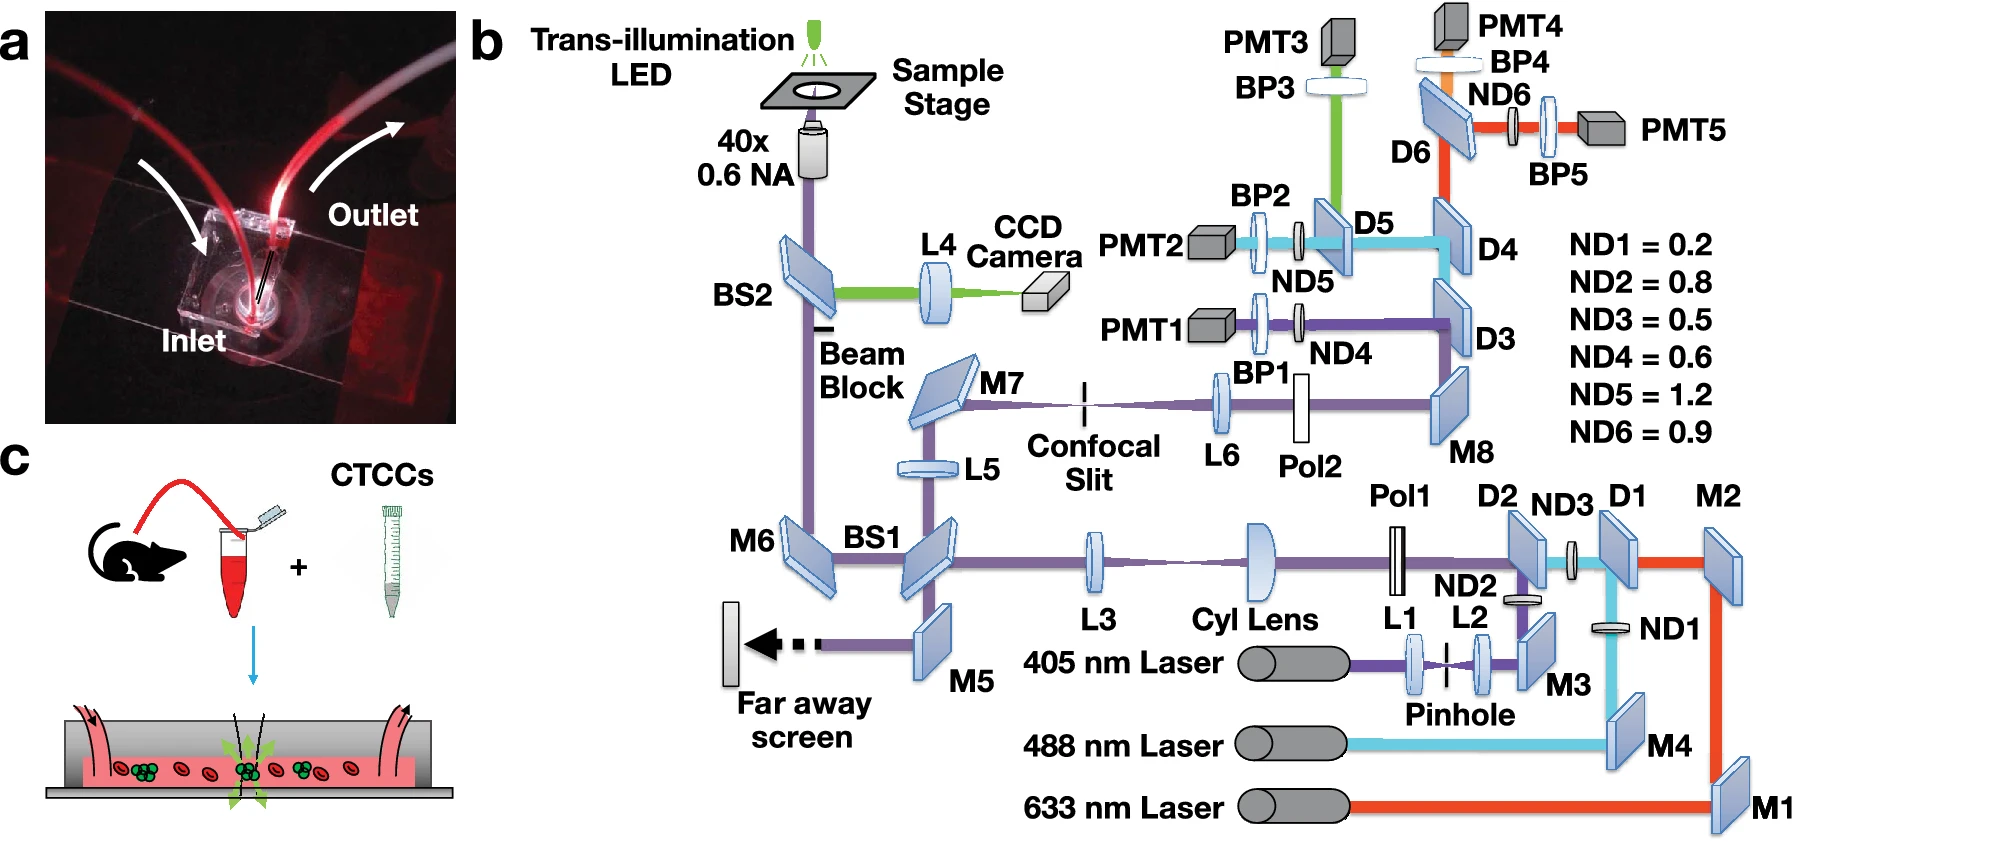 a
Outlet
Inlet
b
Trans-illumination
LED
Sample
Stage
40x
0.6 NA
BS2
L4
CCD
Camera
Beam
Block
M7
L5
Confocal
Slit
L6
Pol2
M8
PMT3
BP3
PMT4
BP4
ND6
D6
BP5
PMT5
BP2
PMT2
ND5
D5
D4
PMT1
BP1
ND4
D3
ND1 = 0.2
ND2 = 0.8
ND3 = 0.5
ND4 = 0.6
ND5 = 1.2
ND6 = 0.9
M6
BS1
L3
Cyl Lens
Pol1
D2
ND3
D1
M2
ND2
L1
L2
ND1
405 nm Laser
Pinhole
M3
M5
Far away
screen
488 nm Laser
M4
633 nm Laser
M1
c
CTCCs
+